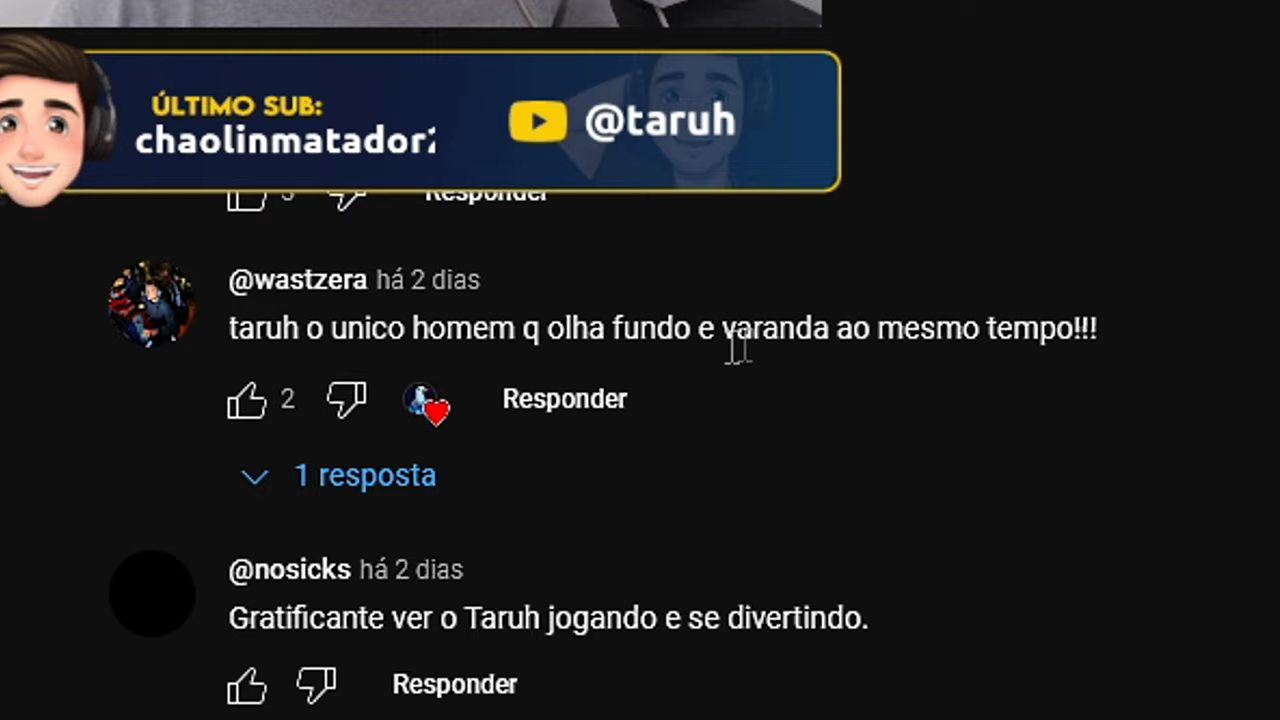 ÚLTIMO SUB:
chaolinmatador
@taruh
3 Responder
@wastzera há 2 dias
taruh o unico homem q olha fundo e varanda ao mesmo tempo!!!
2 Responder
1 resposta
@nosicks há 2 dias
Gratificante ver o Taruh jogando e se divertindo.
Responder